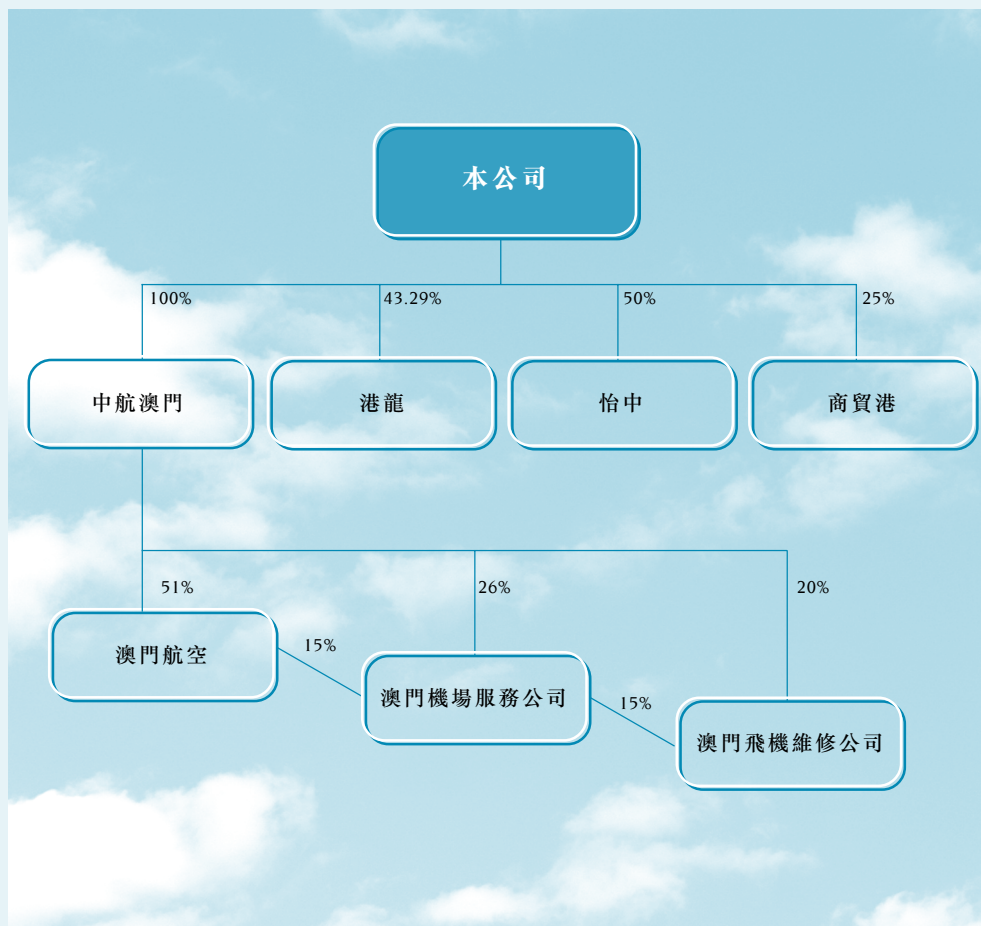 本公司
100%
43.29%
50%
25%
中航澳門
港龍
怡中
商貿港
51%
26%
20%
澳門航空
15%
澳門機場服務公司
15%
澳門飛機維修公司